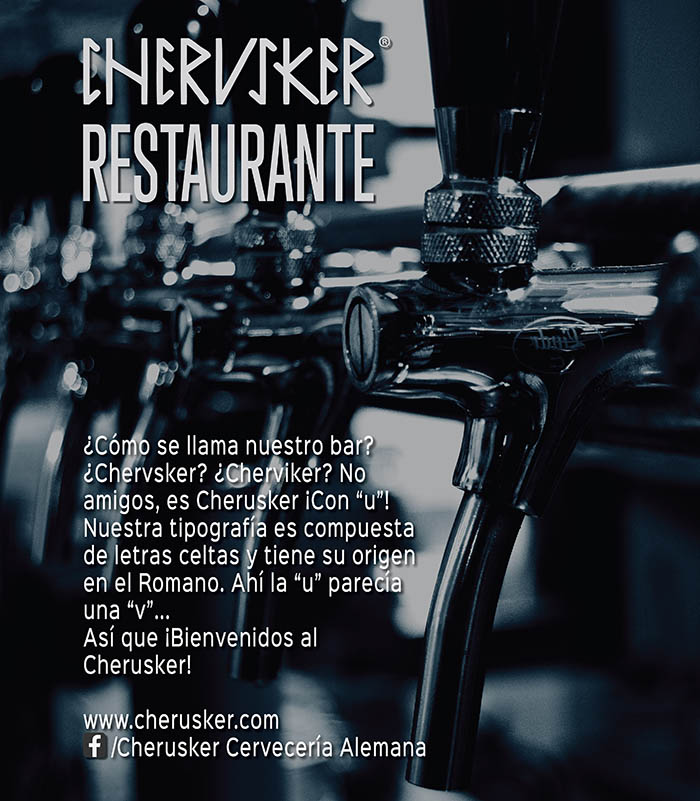 CHERVSKER®
RESTAURANTE
¿Cómo se llama nuestro bar?
¿Chervsker? ¿Cherviker? No
amigos, es Cherusker ¡Con “u”!
Nuestra tipografía es compuesta
de letras celtas y tiene su origen
en el Romano. Ahí la “u” parecía
una “v”...
Así que ¡Bienvenidos al
Cherusker!
www.cherusker.com
f /Cherusker Cervecería Alemana